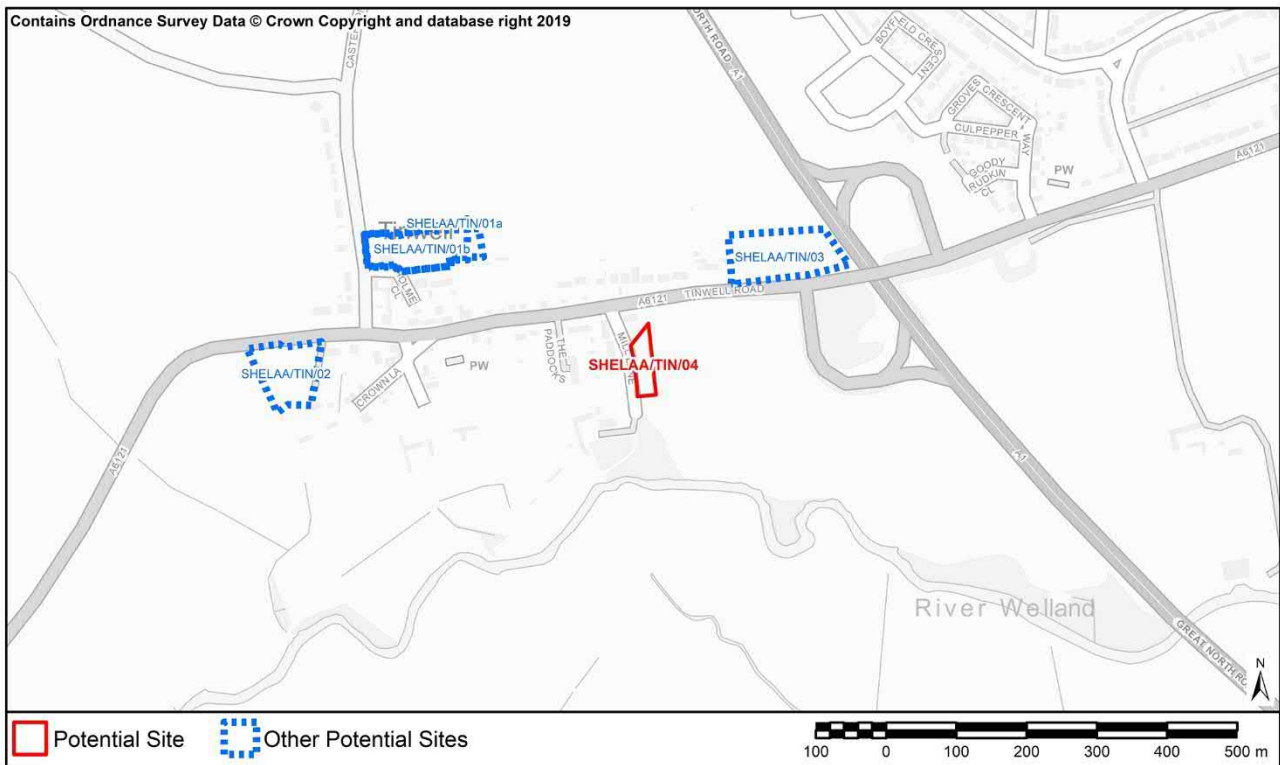 Contains Ordnance Survey Data © Crown Copyright and database right 2019
NORTH ROAD
A1
BOYFIELD CRESCENT
GROVES CRESCENT
CULPEPPER
WAY
GOODY
RUDKIN
CL
PW
A6121
SHELAA/TIN/01a
Tinwell
SHELAA/TIN/01b
HOLME
CL
SHELAA/TIN/03
A6121
TINWELL ROAD
SHELAA/TIN/02
CROWN LA
PW
THE
PADDOCKS
SHELAA/TIN/04
A6121
A1
River Welland
GREAT NORTH
N
Potential Site
Other Potential Sites
100 0 100 200 300 400 500 m